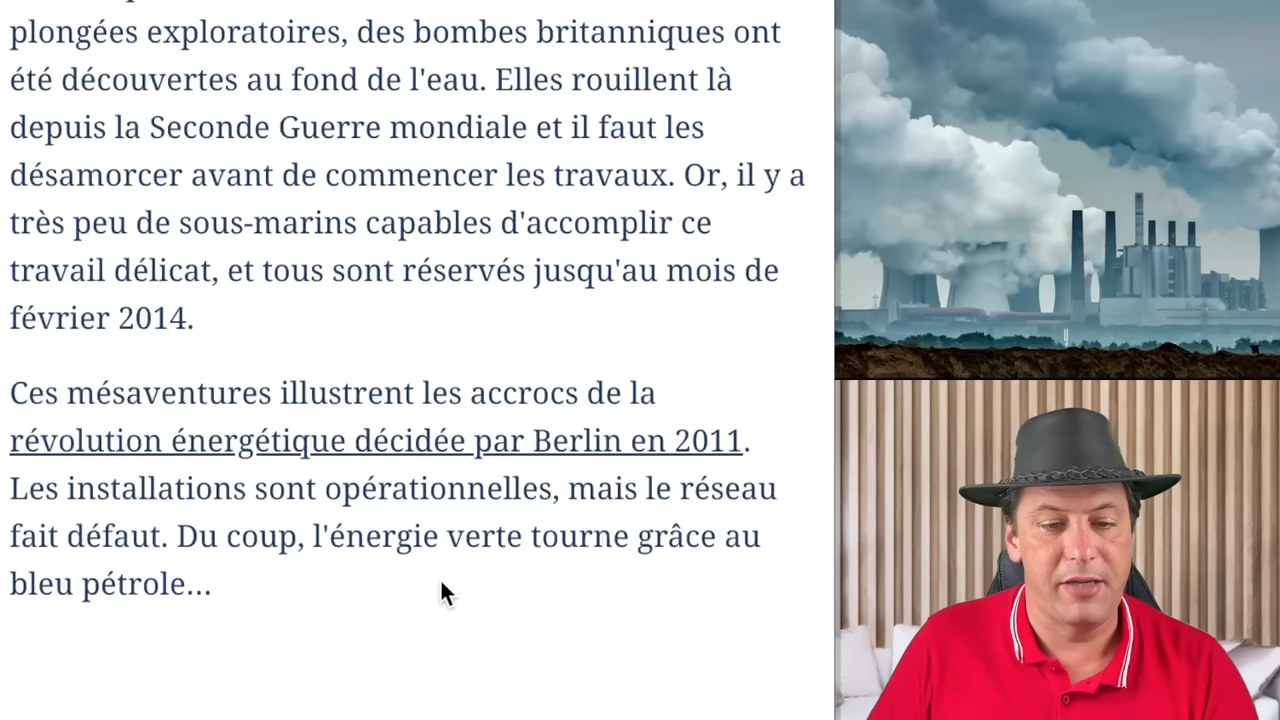 plongées exploratoires, des bombes britanniques ont
été découvertes au fond de l'eau. Elles rouillent là
depuis la Seconde Guerre mondiale et il faut les
désamorcer avant de commencer les travaux. Or, il y a
très peu de sous-marins capables d'accomplir ce
travail délicat, et tous sont réservés jusqu'au mois de
février 2014.
Ces mésaventures illustrent les accrocs de la
révolution énergétique décidée par Berlin en 2011.
Les installations sont opérationnelles, mais le réseau
fait défaut. Du coup, l'énergie verte tourne grâce au
bleu pétrole...